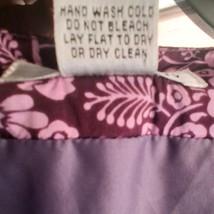 HAND WASH COLD
DO NOT BLEACH
LAY FLAT TO DRY
OR DRY CLEAN